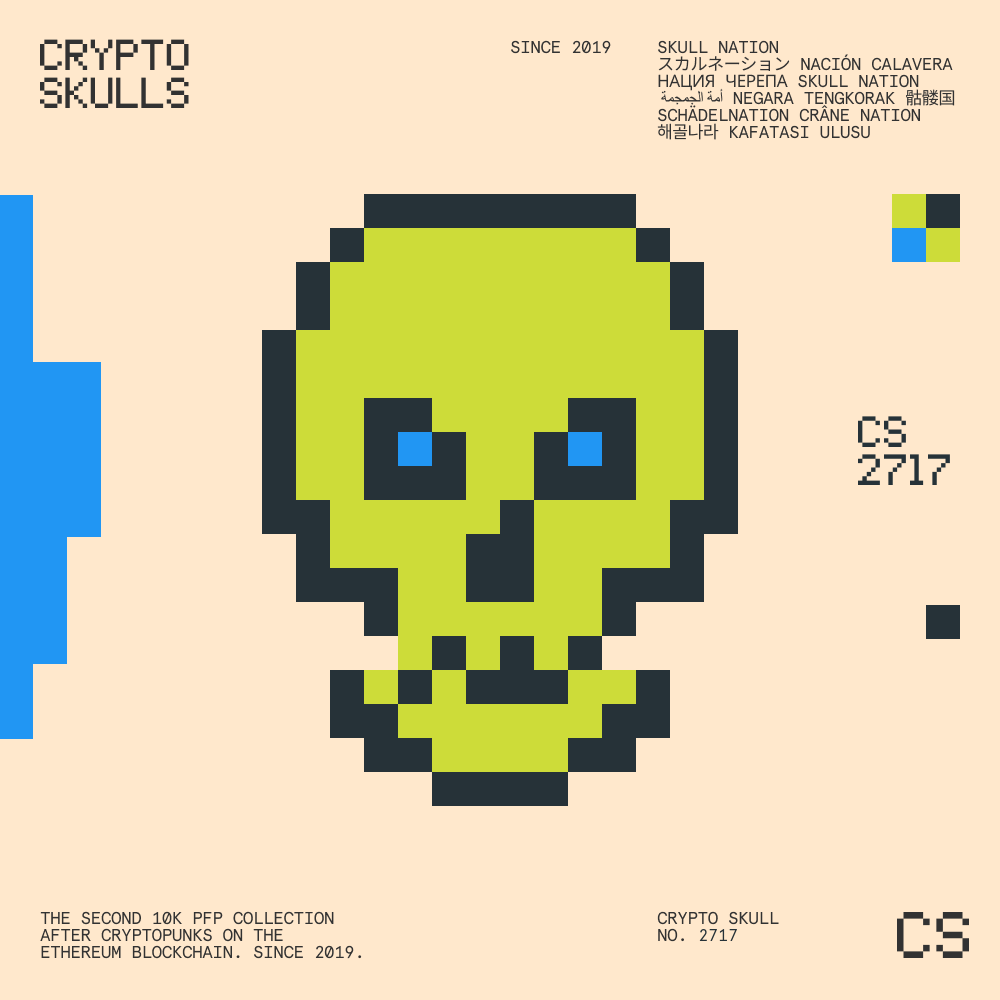 CRYPTO
SKULLS
SINCE 2019
SKULL NATION
スカルネーション NACIÓN CALAVERA
НАЦИЯ ЧЕРЕПА SKULL NATION
أمة الجمجمة NEGARA TENGKORAK 骷髅国
SCHÄDELNATION CRÂNE NATION
해골나라 KAFATASI ULUSU
CS
2717
THE SECOND 10K PFP COLLECTION
AFTER CRYPTOPUNKS ON THE
ETHEREUM BLOCKCHAIN. SINCE 2019.
CRYPTO SKULL
NO. 2717
CS